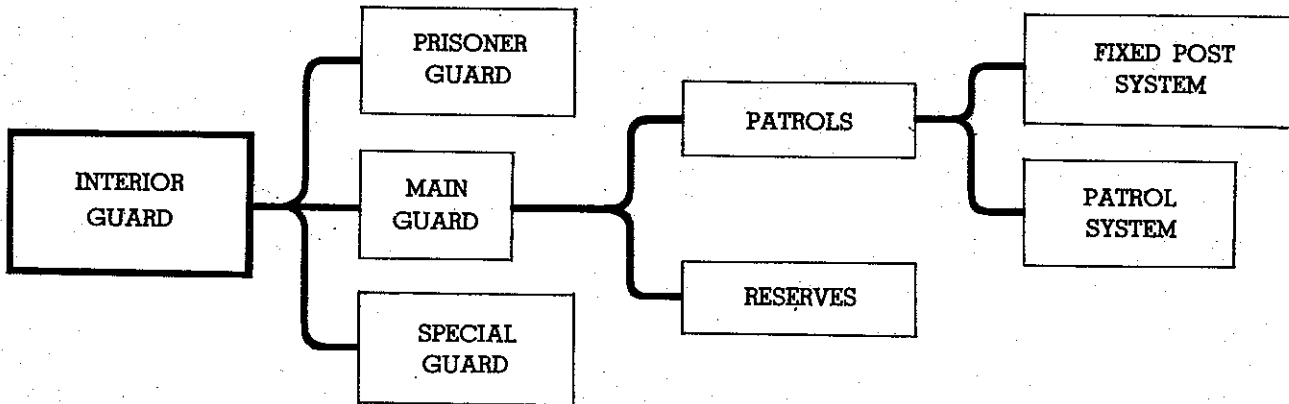 PRISONER
GUARD
FIXED POST
SYSTEM
PATROLS
INTERIOR
GUARD
MAIN
GUARD
PATROL
SYSTEM
RESERVES
SPECIAL
GUARD